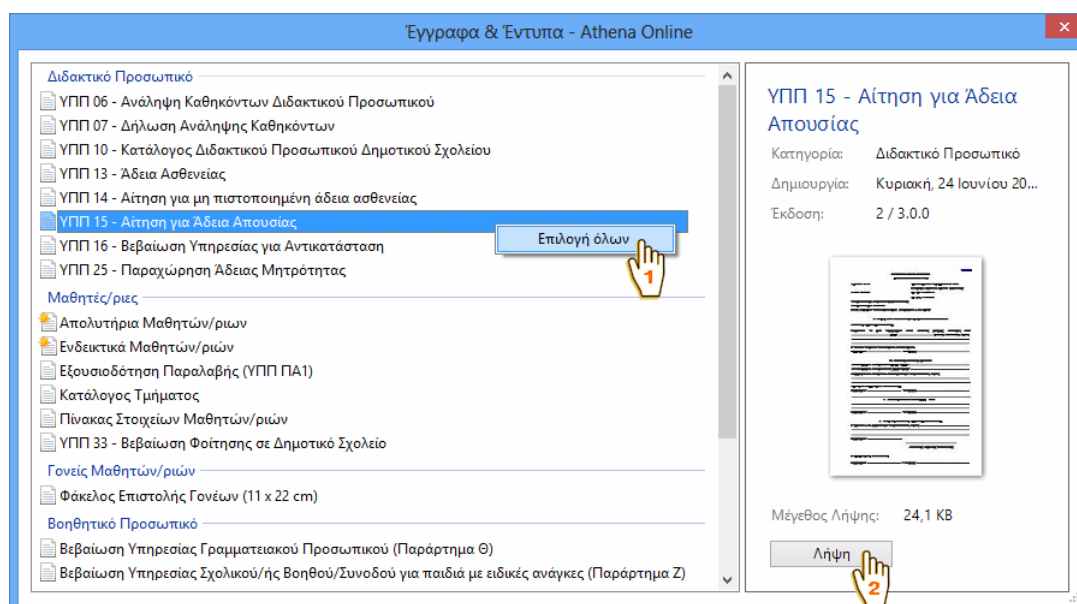 Έγγραφα & Έντυπα - Athena Online
Διδακτικό Προσωπικό
ΥΠΠ 06 - Ανάληψη Καθηκόντων Διδακτικού Προσωπικού
ΥΠΠ 07 - Δήλωση Ανάληψης Καθηκόντων
ΥΠΠ 10 - Κατάλογος Διδακτικού Προσωπικού Δημοτικού Σχολείου
ΥΠΠ 13 - Άδεια Ασθενείας
ΥΠΠ 14 - Αίτηση για μη πιστοποιημένη άδεια ασθενείας
ΥΠΠ 15 - Αίτηση για Άδεια Απουσίας
Επιλογή όλων
1
ΥΠΠ 16 - Βεβαίωση Υπηρεσίας για Αντικατάσταση
ΥΠΠ 25 - Παραχώρηση Άδειας Μητρότητας
Μαθητές/ριες
Απολυτήρια Μαθητών/ριων
Ενδεικτικά Μαθητών/ριών
Εξουσιοδότηση Παραλαβής (ΥΠΠ ΠΑ1)
Κατάλογος Τμήματος
Πίνακας Στοιχείων Μαθητών/ριών
ΥΠΠ 33 - Βεβαίωση Φοίτησης σε Δημοτικό Σχολείο
Γονείς Μαθητών/ριών
Φάκελος Επιστολής Γονέων (11 x 22 cm)
Βοηθητικό Προσωπικό
Βεβαίωση Υπηρεσίας Γραμματειακού Προσωπικού (Παράρτημα Θ)
Βεβαίωση Υπηρεσίας Σχολικού/ής Βοηθού/Συνοδού για παιδιά με ειδικές ανάγκες (Παράρτημα Ζ)
ΥΠΠ 15 - Αίτηση για Άδεια
Απουσίας
Κατηγορία: Διδακτικό Προσωπικό
Δημιουργία: Κυριακή, 24 Ιουνίου 20...
Έκδοση: 2 / 3.0.0
Μέγεθος Λήψης: 24,1 KB
Λήψη
2